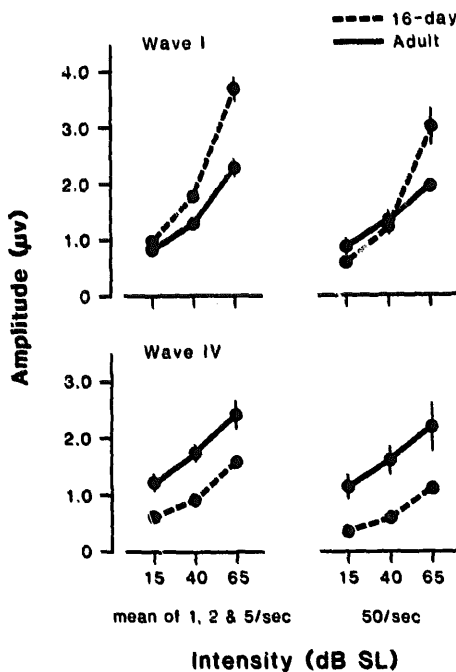 16-day
Adult
Wave I
4.0
3.0
2.0
1.0
0
Amplitude (μv)
Wave IV
3.0
2.0
1.0
0
15 40 65 15 40 65
mean of 1, 2 & 5/sec 50/sec
Intensity (dB SL)